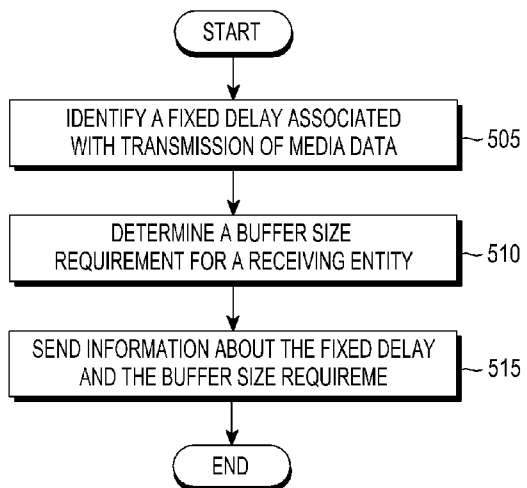 START
IDENTIFY A FIXED DELAY ASSOCIATED
WITH TRANSMISSION OF MEDIA DATA
505
DETERMINE A BUFFER SIZE
REQUIREMENT FOR A RECEIVING ENTITY
510
SEND INFORMATION ABOUT THE FIXED DELAY
AND THE BUFFER SIZE REQUIREME
515
END